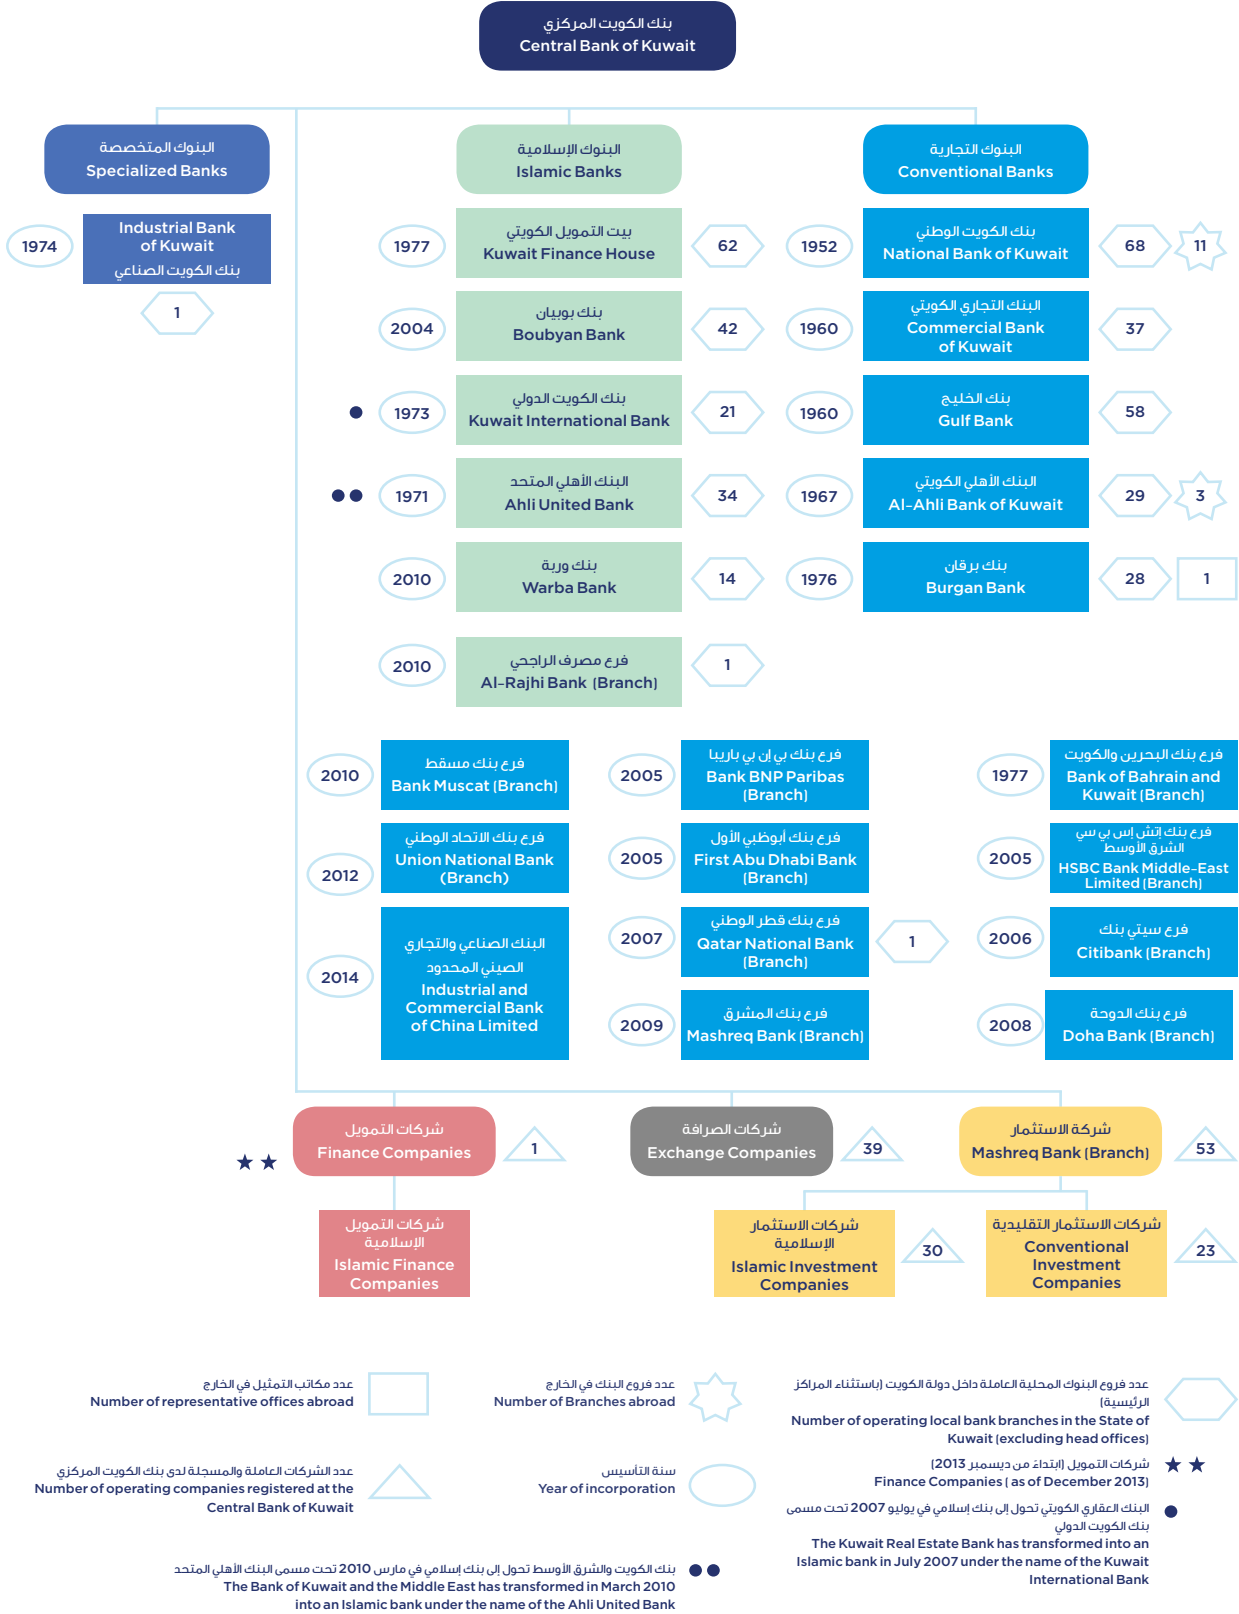 بنك الكويت المركزي
Central Bank of Kuwait
البنوك المتخصصة
Specialized Banks
البنوك الإسلامية
Islamic Banks
البنوك التجارية
Conventional Banks
1974
Industrial Bank
of Kuwait
بنك الكويت الصناعي
1
1977
بيت التمويل الكويتي
Kuwait Finance House
62
1952
بنك الكويت الوطني
National Bank of Kuwait
68
11
2004
بنك بوبيان
Boubyan Bank
42
1960
البنك التجاري الكويتي
Commercial Bank
of Kuwait
37
1973
بنك الكويت الدولي
Kuwait International Bank
21
1960
بنك الخليج
Gulf Bank
58
1971
البنك الأهلي المتحد
Ahli United Bank
34
1967
البنك الأهلي الكويتي
Al-Ahli Bank of Kuwait
29
3
2010
بنك وربة
Warba Bank
14
1976
بنك برقان
Burgan Bank
28
1
2010
فرع مصرف الراجحي
Al-Rajhi Bank (Branch)
1
2010
فرع بنك مسقط
Bank Muscat (Branch)
2005
فرع بنك بي إن بي باريبا
Bank BNP Paribas
(Branch)
1977
فرع بنك البحرين والكويت
Bank of Bahrain and
Kuwait (Branch)
2012
فرع بنك الاتحاد الوطني
Union National Bank
(Branch)
2005
فرع بنك أبوظبي الأول
First Abu Dhabi Bank
(Branch)
2005
فرع بنك إتش إس بي سي
الشرق الأوسط
HSBC Bank Middle-East
Limited (Branch)
2014
البنك الصناعي والتجاري
الصيني المحدود
Industrial and
Commercial Bank
of China Limited
2007
فرع بنك قطر الوطني
Qatar National Bank
(Branch)
1
2006
فرع سيتي بنك
Citibank (Branch)
2009
فرع بنك المشرق
Mashreq Bank (Branch)
2008
فرع بنك الدوحة
Doha Bank (Branch)
شركات التمويل
Finance Companies
1
شركات الصرافة
Exchange Companies
39
شركة الاستثمار
Mashreq Bank (Branch)
53
شركات التمويل
الإسلامية
Islamic Finance
Companies
شركات الاستثمار
الإسلامية
Islamic Investment
Companies
30
شركات الاستثمار التقليدية
Conventional
Investment
Companies
23
عدد مكاتب التمثيل في الخارج
Number of representative offices abroad
عدد فروع البنك في الخارج
Number of Branches abroad
عدد فروع البنوك المحلية العاملة داخل دولة الكويت (باستثناء المراكز
الرئيسية)
Number of operating local bank branches in the State of
Kuwait (excluding head offices)
عدد الشركات العاملة والمسجلة لدى بنك الكويت المركزي
Number of operating companies registered at the
Central Bank of Kuwait
سنة التأسيس
Year of incorporation
شركات التمويل (ابتداءً من ديسمبر 2013)
Finance Companies ( as of December 2013)
البنك العقاري الكويتي تحول إلى بنك إسلامي في يوليو 2007 تحت مسمى
بنك الكويت الدولي
The Kuwait Real Estate Bank has transformed into an
Islamic bank in July 2007 under the name of the Kuwait
International Bank
بنك الكويت والشرق الأوسط تحول إلى بنك إسلامي في مارس 2010 تحت مسمى البنك الأهلي المتحد
The Bank of Kuwait and the Middle East has transformed in March 2010
into an Islamic bank under the name of the Ahli United Bank